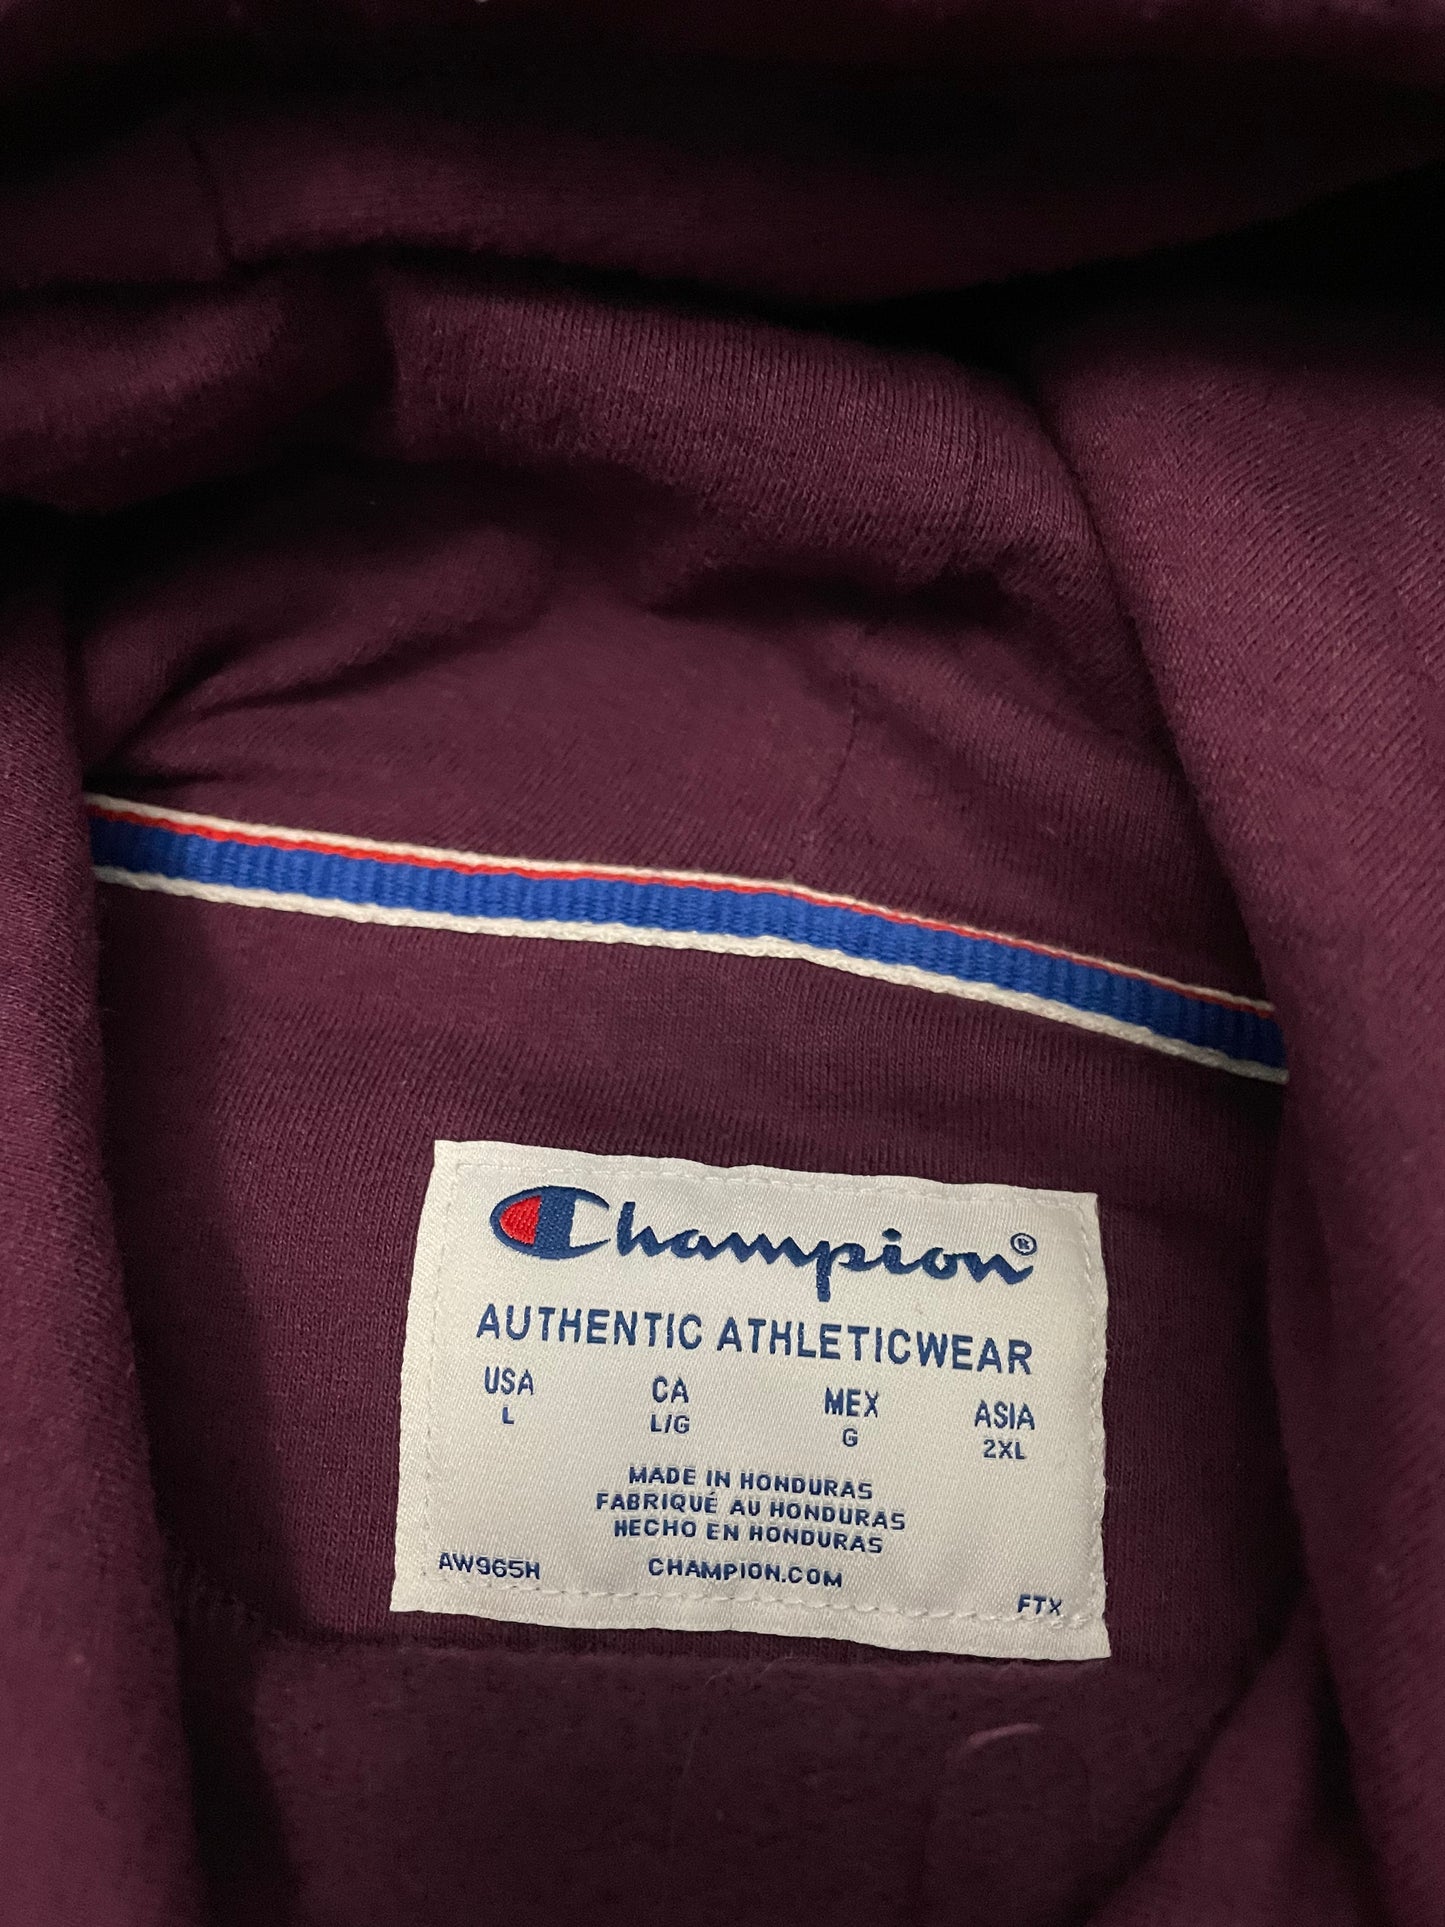 Champion®
AUTHENTIC ATHLETICWEAR
USA CA MEX ASIA
L L/G G 2XL
MADE IN HONDURAS
FABRIQUÉ AU HONDURAS
HECHO EN HONDURAS
AW965H CHAMPION.COM FTX